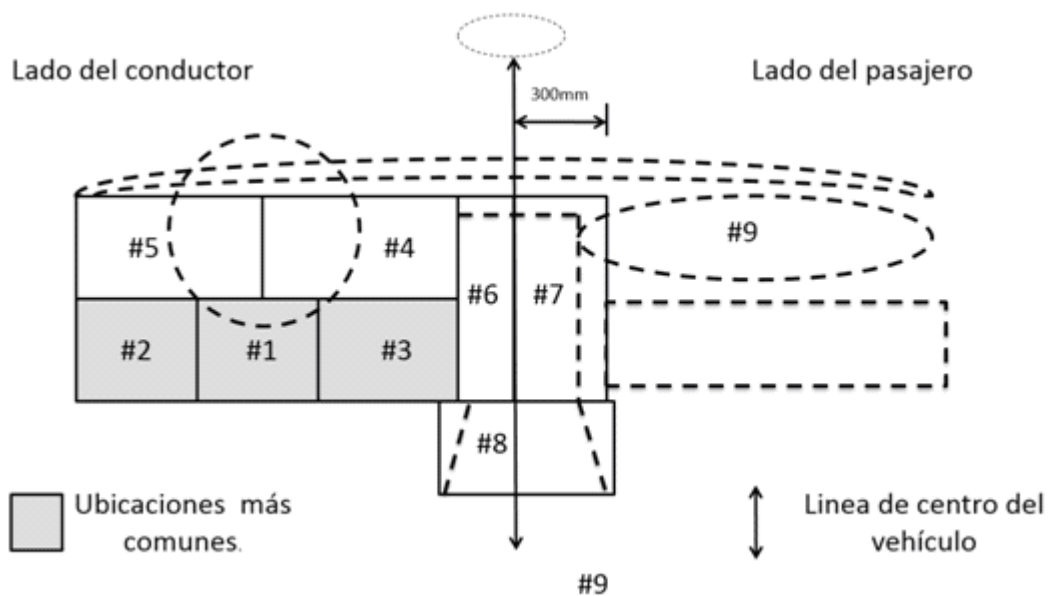 Lado del conductor
Lado del pasajero
300mm
#5
#4
#9
#6
#7
#2
#1
#3
#8
Ubicaciones más
comunes.
Linea de centro del
vehículo
#9